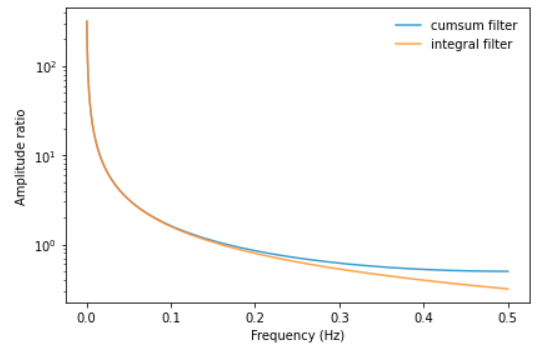 cumsum filter
integral filter
10²
10¹
10⁰
Amplitude ratio
0.0 0.1 0.2 0.3 0.4 0.5
Frequency (Hz)